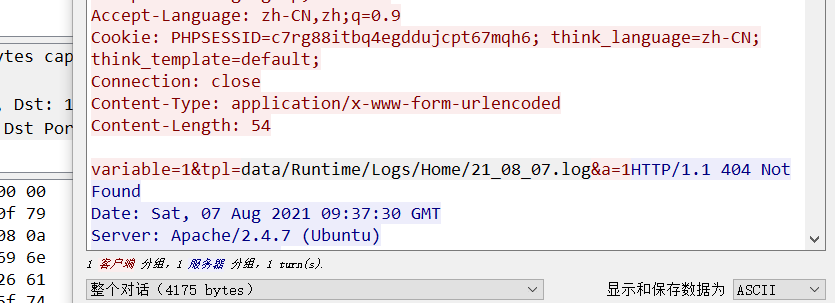 Accept-Language: zh-CN,zh;q=0.9
Cookie: PHPSESSID=c7rg88itbq4egddujcpt67mqh6; think_language=zh-CN;
think_template=default;
Connection: close
Content-Type: application/x-www-form-urlencoded
Content-Length: 54
variable=1&tpl=data/Runtime/Logs/Home/21_08_07.log&a=1HTTP/1.1 404 Not
Found
Date: Sat, 07 Aug 2021 09:37:30 GMT
Server: Apache/2.4.7 (Ubuntu)
ytes cap
, Dst: 1
Dst Por
00 00
0f 79
08 0a
69 6e
26 61
5f 74
1 客户端 分组，1 服务器 分组，1 turn(s).
整个对话（4175 bytes） 显示和保存数据为 ASCII